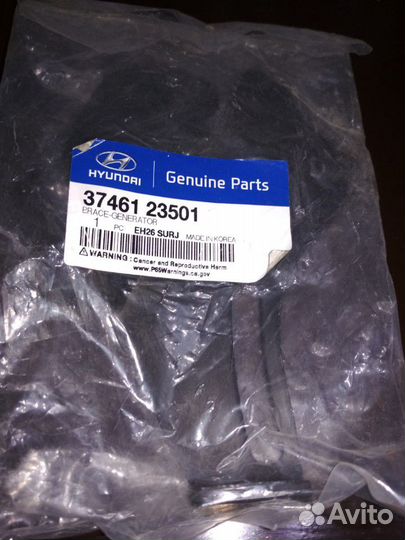 HYUNDAI
Genuine Parts
37461 23501
BRACE-GENERATOR
1 PC EH26 SURJ MADE IN KOREA
WARNING: Cancer and Reproductive Harm
www.P65Warnings.ca.gov
Avito